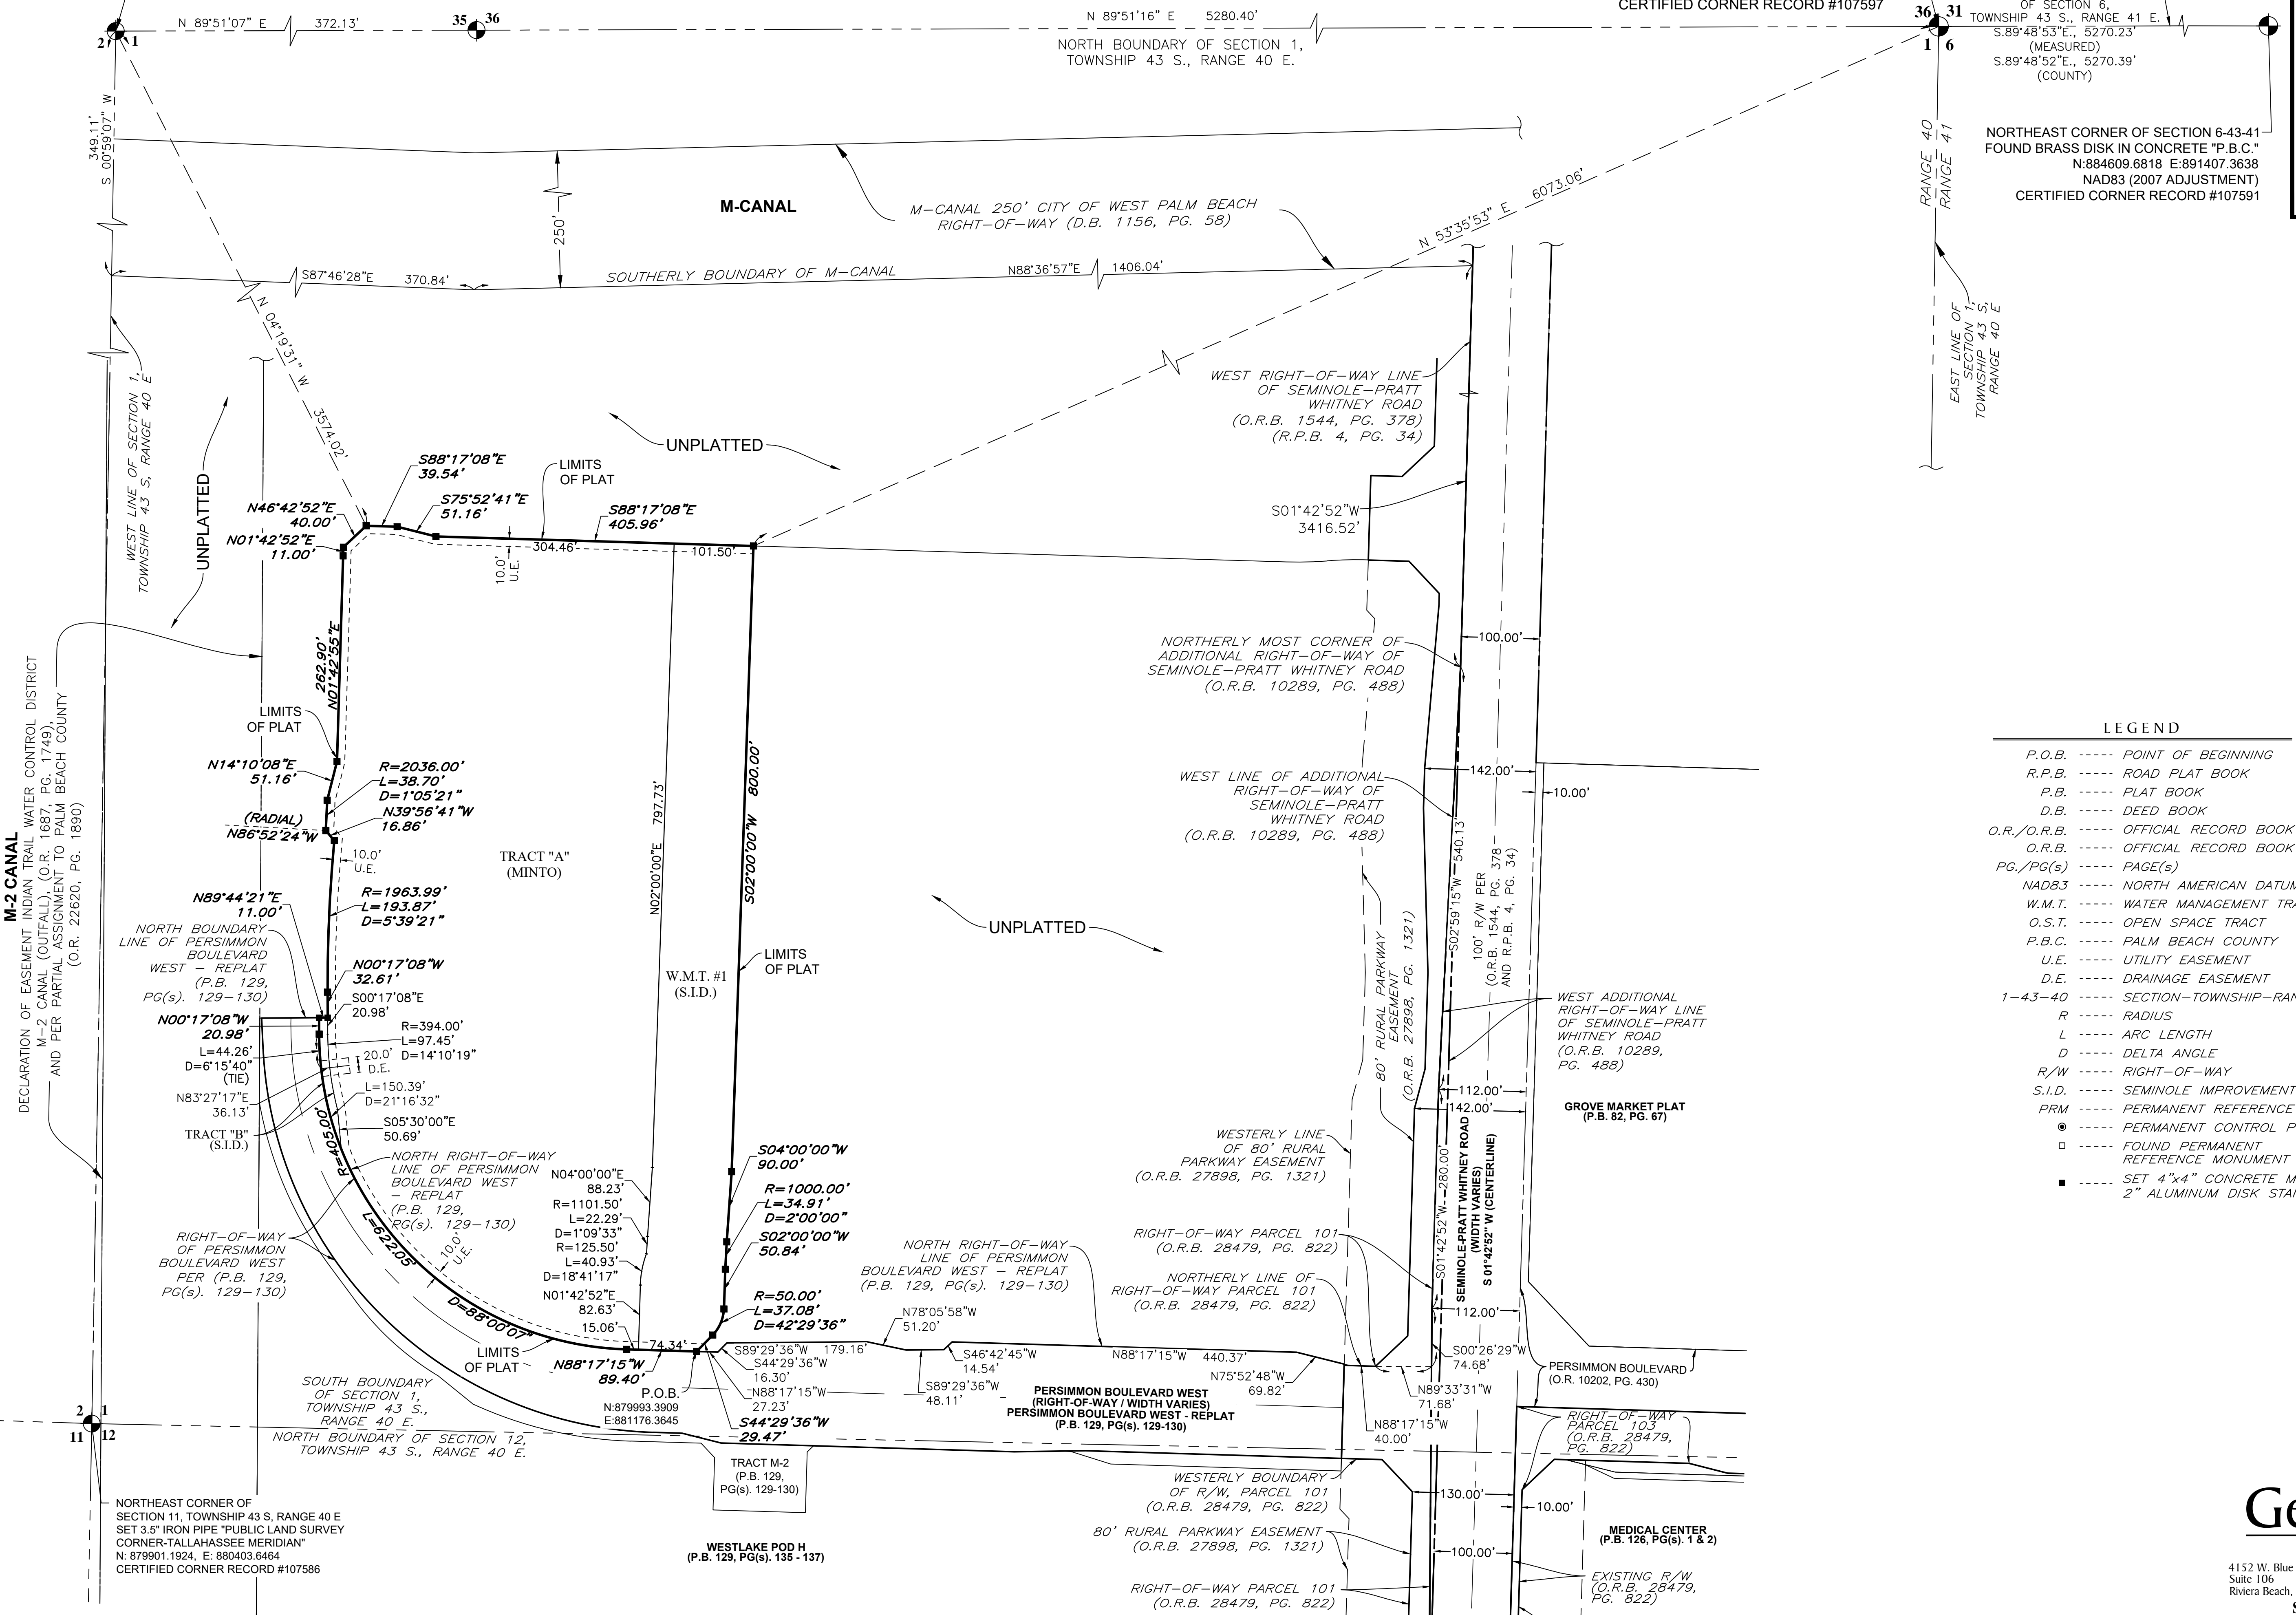 CERTIFIED CORNER RECORD #107597
N 89°51'07" E 372.13'
35 36
N 89°51'16" E 5280.40'
NORTH BOUNDARY OF SECTION 1,
TOWNSHIP 43 S., RANGE 40 E.
2 1
36 31
1 6
OF SECTION 6,
TOWNSHIP 43 S., RANGE 41 E.
S.89°48'53"E., 5270.23'
(MEASURED)
S.89°48'52"E., 5270.39'
(COUNTY)
NORTHEAST CORNER OF SECTION 6-43-41
FOUND BRASS DISK IN CONCRETE "P.B.C."
N:884609.6818 E:891407.3638
NAD83 (2007 ADJUSTMENT)
CERTIFIED CORNER RECORD #107591
RANGE 40
RANGE 41
EAST LINE OF
SECTION 1,
TOWNSHIP 43 S,
RANGE 40 E
349.11'
S 00°59'07" W
250'
M-CANAL
M-CANAL 250' CITY OF WEST PALM BEACH
RIGHT-OF-WAY (D.B. 1156, PG. 58)
S87°46'28"E 370.84'
SOUTHERLY BOUNDARY OF M-CANAL
N88°36'57"E 1406.04'
N 53°35'53" E 6073.06'
N 04°19'31" W 3574.02'
WEST LINE OF SECTION 1,
TOWNSHIP 43 S, RANGE 40 E
UNPLATTED
UNPLATTED
WEST RIGHT-OF-WAY LINE
OF SEMINOLE-PRATT
WHITNEY ROAD
(O.R.B. 1544, PG. 378)
(R.P.B. 4, PG. 34)
S01°42'52"W
3416.52'
S88°17'08"E
39.54'
S75°52'41"E
51.16'
LIMITS
OF PLAT
S88°17'08"E
405.96'
N46°42'52"E
40.00'
N01°42'52"E
11.00'
304.46'
101.50'
10.0'
U.E.
262.90'
N01°42'55"E
LIMITS
OF PLAT
N14°10'08"E
51.16'
R=2036.00'
L=38.70'
D=1°05'21"
N39°56'41"W
16.86'
(RADIAL)
N86°52'24"W
10.0'
U.E.
TRACT "A"
(MINTO)
N02°00'00"E 797.73'
S02°00'00"W 800.00'
LIMITS
OF PLAT
W.M.T. #1
(S.I.D.)
UNPLATTED
R=1963.99'
L=193.87'
D=5°39'21"
N89°44'21"E
11.00'
NORTH BOUNDARY
LINE OF PERSIMMON
BOULEVARD
WEST - REPLAT
(P.B. 129,
PG(s). 129-130)
N00°17'08"W
32.61'
S00°17'08"E
20.98'
N00°17'08"W
20.98'
R=394.00'
L=97.45'
D=14°10'19"
L=44.26'
D=6°15'40"
(TIE)
20.0'
D.E.
N83°27'17"E
36.13'
L=150.39'
D=21°16'32"
TRACT "B"
(S.I.D.)
S05°30'00"E
50.69'
R=405.00'
L=622.05'
D=88°00'07"
10.0'
U.E.
NORTH RIGHT-OF-WAY
LINE OF PERSIMMON
BOULEVARD WEST
- REPLAT
(P.B. 129,
PG(s). 129-130)
RIGHT-OF-WAY
OF PERSIMMON
BOULEVARD WEST
PER (P.B. 129,
PG(s). 129-130)
M-2 CANAL
DECLARATION OF EASEMENT INDIAN TRAIL WATER CONTROL DISTRICT
M-2 CANAL (OUTFALL), (O.R. 1687, PG. 1749),
AND PER PARTIAL ASSIGNMENT TO PALM BEACH COUNTY
(O.R. 22620, PG. 1890)
N04°00'00"E
88.23'
R=1101.50'
L=22.29'
D=1°09'33"
R=125.50'
L=40.93'
D=18°41'17"
N01°42'52"E
82.63'
15.06'
74.34'
S04°00'00"W
90.00'
R=1000.00'
L=34.91'
D=2°00'00"
S02°00'00"W
50.84'
R=50.00'
L=37.08'
D=42°29'36"
LIMITS
OF PLAT
N88°17'15"W
89.40'
P.O.B.
N:879993.3909
E:881176.3645
S89°29'36"W 179.16'
S44°29'36"W
16.30'
N88°17'15"W
27.23'
S44°29'36"W
29.47'
NORTH RIGHT-OF-WAY
LINE OF PERSIMMON
BOULEVARD WEST - REPLAT
(P.B. 129, PG(s). 129-130)
N78°05'58"W
51.20'
S46°42'45"W
14.54'
S89°29'36"W
48.11'
N88°17'15"W 440.37'
N75°52'48"W
69.82'
PERSIMMON BOULEVARD WEST
(RIGHT-OF-WAY / WIDTH VARIES)
PERSIMMON BOULEVARD WEST - REPLAT
(P.B. 129, PG(s). 129-130)
SOUTH BOUNDARY
OF SECTION 1,
TOWNSHIP 43 S.,
RANGE 40 E.
NORTH BOUNDARY OF SECTION 12,
TOWNSHIP 43 S., RANGE 40 E.
2 1
11 12
NORTHEAST CORNER OF
SECTION 11, TOWNSHIP 43 S, RANGE 40 E
SET 3.5" IRON PIPE "PUBLIC LAND SURVEY
CORNER-TALLAHASSEE MERIDIAN"
N: 879901.1924, E: 880403.6464
CERTIFIED CORNER RECORD #107586
TRACT M-2
(P.B. 129,
PG(s). 129-130)
WESTLAKE POD H
(P.B. 129, PG(s). 135 - 137)
NORTHERLY MOST CORNER OF
ADDITIONAL RIGHT-OF-WAY OF
SEMINOLE-PRATT WHITNEY ROAD
(O.R.B. 10289, PG. 488)
100.00'
WEST LINE OF ADDITIONAL
RIGHT-OF-WAY OF
SEMINOLE-PRATT
WHITNEY ROAD
(O.R.B. 10289, PG. 488)
142.00'
10.00'
80' RURAL PARKWAY
EASEMENT
(O.R.B. 27898, PG. 1321)
S02°59'15"W 540.13'
100' R/W PER
(O.R.B. 1544, PG. 378
AND R.P.B. 4, PG. 34)
WEST ADDITIONAL
RIGHT-OF-WAY LINE
OF SEMINOLE-PRATT
WHITNEY ROAD
(O.R.B. 10289,
PG. 488)
112.00'
142.00'
GROVE MARKET PLAT
(P.B. 82, PG. 67)
WESTERLY LINE
OF 80' RURAL
PARKWAY EASEMENT
(O.R.B. 27898, PG. 1321)
S01°42'52"W 280.00'
SEMINOLE-PRATT WHITNEY ROAD
(WIDTH VARIES)
S 01°42'52" W (CENTERLINE)
RIGHT-OF-WAY PARCEL 101
(O.R.B. 28479, PG. 822)
NORTHERLY LINE OF
RIGHT-OF-WAY PARCEL 101
(O.R.B. 28479, PG. 822)
112.00'
S00°26'29"W
74.68'
N89°33'31"W
71.68'
N88°17'15"W
40.00'
PERSIMMON BOULEVARD
(O.R. 10202, PG. 430)
RIGHT-OF-WAY
PARCEL 103
(O.R.B. 28479,
PG. 822)
WESTERLY BOUNDARY
OF R/W, PARCEL 101
(O.R.B. 28479, PG. 822)
130.00'
10.00'
80' RURAL PARKWAY EASEMENT
(O.R.B. 27898, PG. 1321)
MEDICAL CENTER
(P.B. 126, PG(s). 1 & 2)
100.00'
RIGHT-OF-WAY PARCEL 101
(O.R.B. 28479, PG. 822)
EXISTING R/W
(O.R.B. 28479,
PG. 822)
LEGEND
P.O.B. ----- POINT OF BEGINNING
R.P.B. ----- ROAD PLAT BOOK
P.B. ----- PLAT BOOK
D.B. ----- DEED BOOK
O.R./O.R.B. ----- OFFICIAL RECORD BOOK
O.R.B. ----- OFFICIAL RECORD BOOK
PG./PG(s) ----- PAGE(s)
NAD83 ----- NORTH AMERICAN DATUM
W.M.T. ----- WATER MANAGEMENT TRA
O.S.T. ----- OPEN SPACE TRACT
P.B.C. ----- PALM BEACH COUNTY
U.E. ----- UTILITY EASEMENT
D.E. ----- DRAINAGE EASEMENT
1-43-40 ----- SECTION-TOWNSHIP-RAN
R ----- RADIUS
L ----- ARC LENGTH
D ----- DELTA ANGLE
R/W ----- RIGHT-OF-WAY
S.I.D. ----- SEMINOLE IMPROVEMENT
PRM ----- PERMANENT REFERENCE
----- PERMANENT CONTROL P
----- FOUND PERMANENT
REFERENCE MONUMENT
----- SET 4"x4" CONCRETE M
2" ALUMINUM DISK STA
Ge
4152 W. Blue
Suite 106
Riviera Beach,